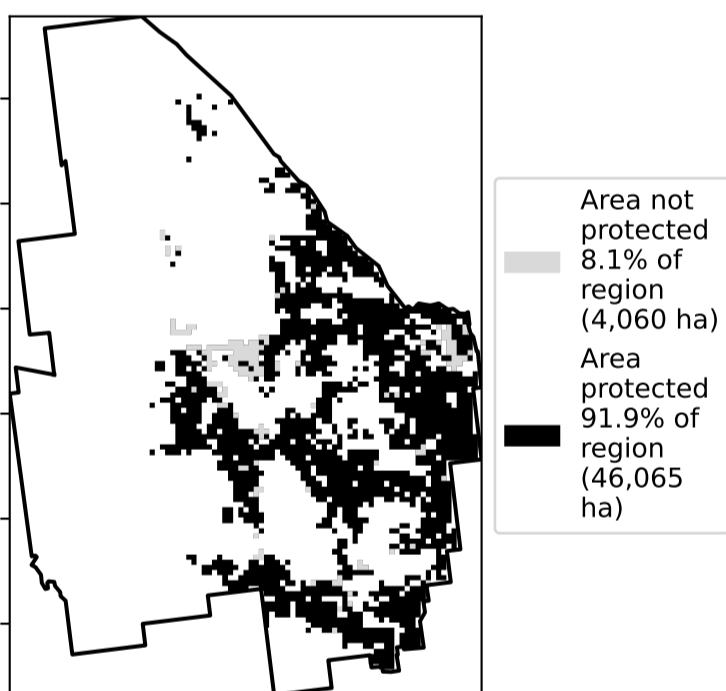 Area not
protected
8.1% of
region
(4,060 ha)
Area
protected
91.9% of
region
(46,065
ha)